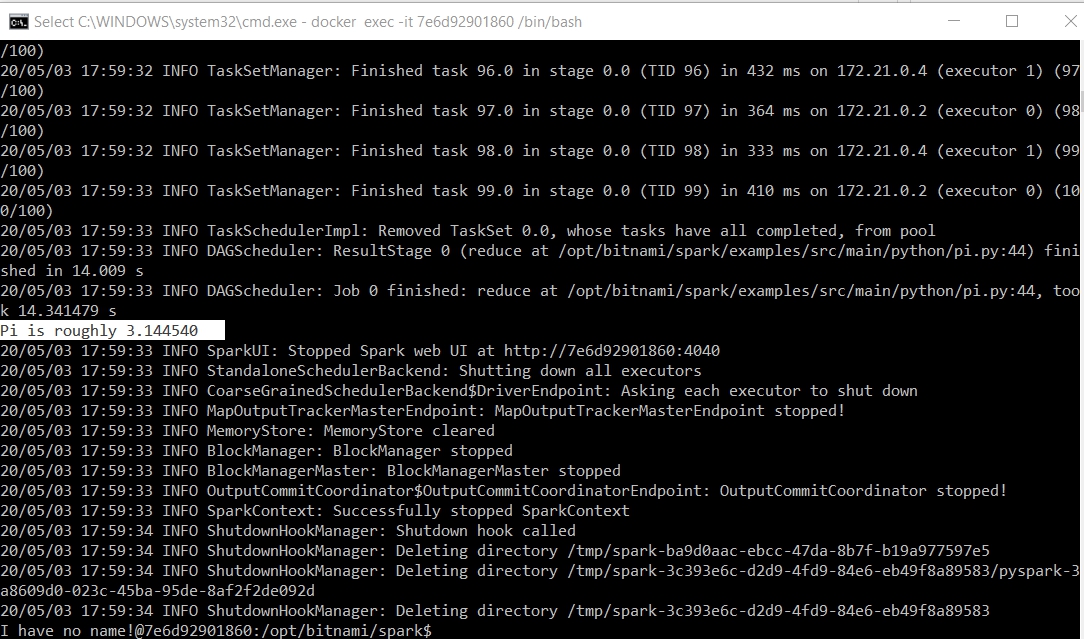 Select C:\WINDOWS\system32\cmd.exe - docker  exec -it 7e6d92901860 /bin/bash
/100)
20/05/03 17:59:32 INFO TaskSetManager: Finished task 96.0 in stage 0.0 (TID 96) in 432 ms on 172.21.0.4 (executor 1) (97
/100)
20/05/03 17:59:32 INFO TaskSetManager: Finished task 97.0 in stage 0.0 (TID 97) in 364 ms on 172.21.0.2 (executor 0) (98
/100)
20/05/03 17:59:32 INFO TaskSetManager: Finished task 98.0 in stage 0.0 (TID 98) in 333 ms on 172.21.0.4 (executor 1) (99
/100)
20/05/03 17:59:33 INFO TaskSetManager: Finished task 99.0 in stage 0.0 (TID 99) in 410 ms on 172.21.0.2 (executor 0) (10
0/100)
20/05/03 17:59:33 INFO TaskSchedulerImpl: Removed TaskSet 0.0, whose tasks have all completed, from pool
20/05/03 17:59:33 INFO DAGScheduler: ResultStage 0 (reduce at /opt/bitnami/spark/examples/src/main/python/pi.py:44) fini
shed in 14.009 s
20/05/03 17:59:33 INFO DAGScheduler: Job 0 finished: reduce at /opt/bitnami/spark/examples/src/main/python/pi.py:44, too
k 14.341479 s
Pi is roughly 3.144540
20/05/03 17:59:33 INFO SparkUI: Stopped Spark web UI at http://7e6d92901860:4040
20/05/03 17:59:33 INFO StandaloneSchedulerBackend: Shutting down all executors
20/05/03 17:59:33 INFO CoarseGrainedSchedulerBackend$DriverEndpoint: Asking each executor to shut down
20/05/03 17:59:33 INFO MapOutputTrackerMasterEndpoint: MapOutputTrackerMasterEndpoint stopped!
20/05/03 17:59:33 INFO MemoryStore: MemoryStore cleared
20/05/03 17:59:33 INFO BlockManager: BlockManager stopped
20/05/03 17:59:33 INFO BlockManagerMaster: BlockManagerMaster stopped
20/05/03 17:59:33 INFO OutputCommitCoordinator$OutputCommitCoordinatorEndpoint: OutputCommitCoordinator stopped!
20/05/03 17:59:33 INFO SparkContext: Successfully stopped SparkContext
20/05/03 17:59:34 INFO ShutdownHookManager: Shutdown hook called
20/05/03 17:59:34 INFO ShutdownHookManager: Deleting directory /tmp/spark-ba9d0aac-ebcc-47da-8b7f-b19a977597e5
20/05/03 17:59:34 INFO ShutdownHookManager: Deleting directory /tmp/spark-3c393e6c-d2d9-4fd9-84e6-eb49f8a89583/pyspark-3
a8609d0-023c-45ba-95de-8af2f2de092d
20/05/03 17:59:34 INFO ShutdownHookManager: Deleting directory /tmp/spark-3c393e6c-d2d9-4fd9-84e6-eb49f8a89583
I have no name!@7e6d92901860:/opt/bitnami/spark$